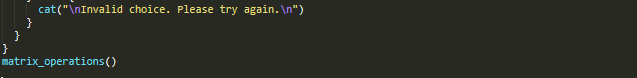 cat("\nInvalid choice. Please try again.\n")
}
}
}
matrix_operations()